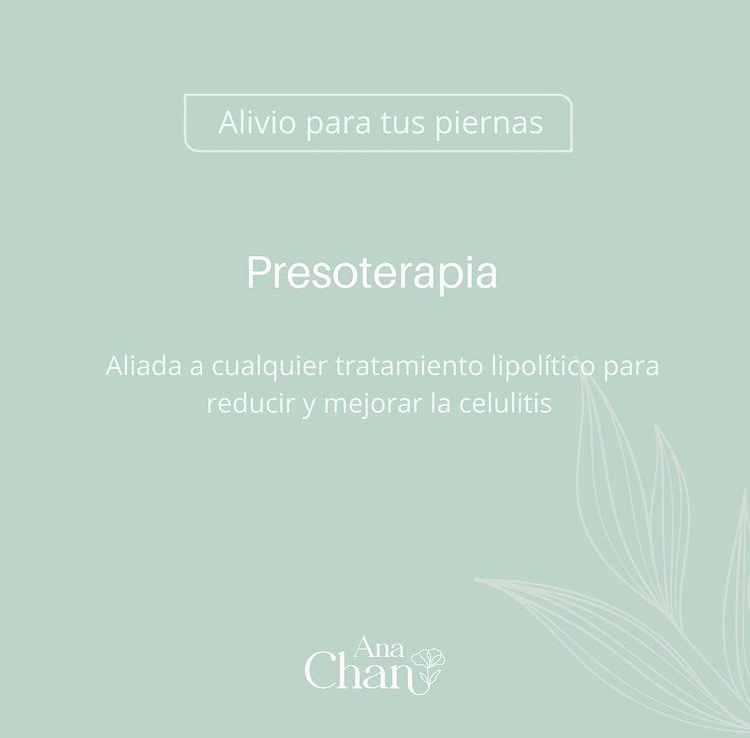 Alivio para tus piernas
Presoterapia
Aliada a cualquier tratamiento lipolítico para
reducir y mejorar la celulitis
Ana
Chan